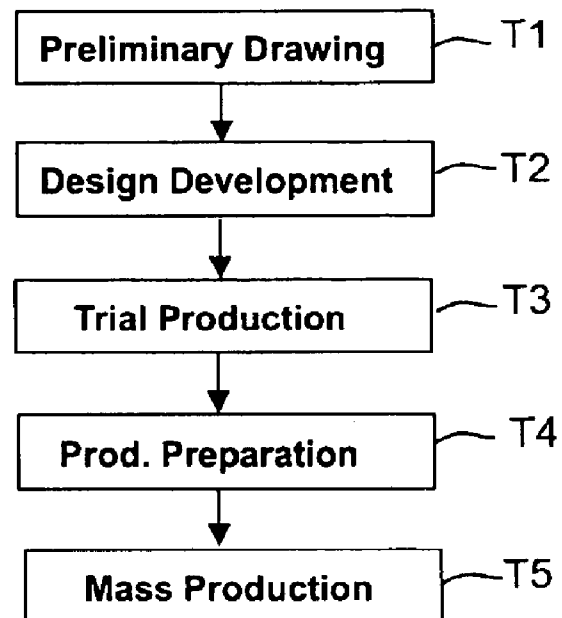 Preliminary Drawing T1
Design Development T2
Trial Production T3
Prod. Preparation T4
Mass Production T5